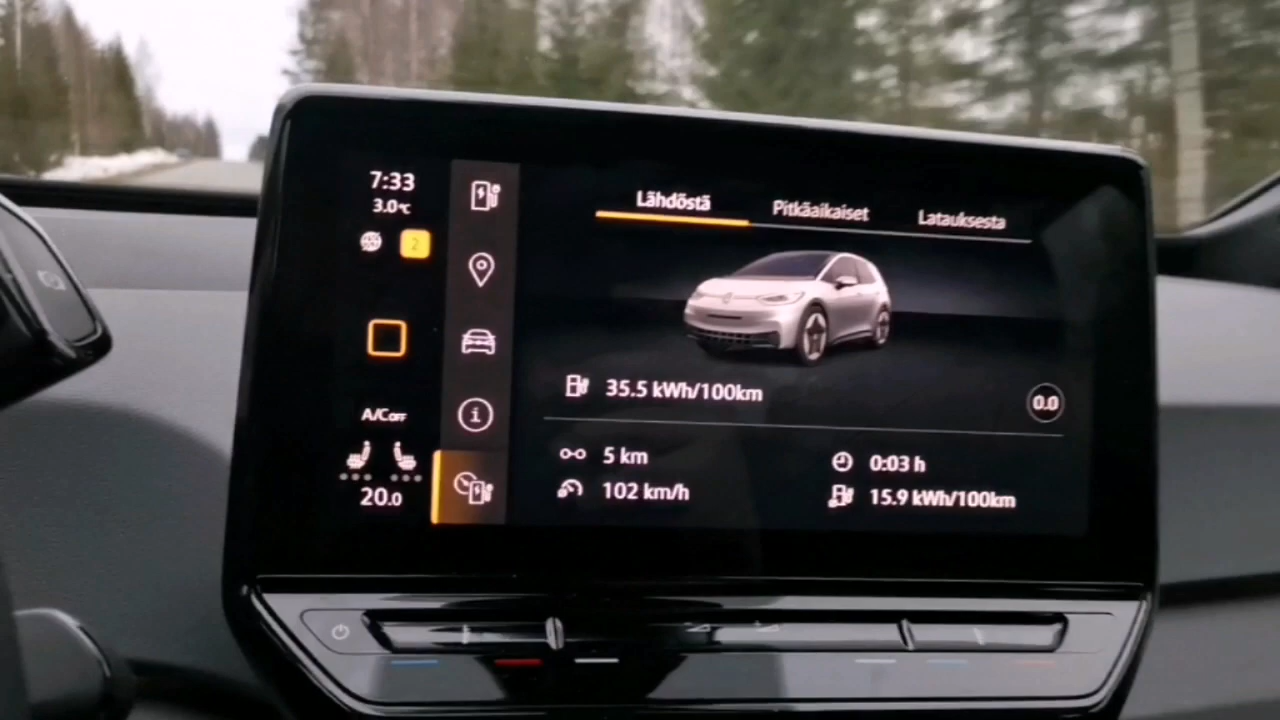 7:33
3.0°C
2
A/C OFF
20.0
Lähdöstä
Pitkäaikaiset
Latauksesta
35.5 kWh/100km
0.0
5 km
0:03 h
102 km/h
15.9 kWh/100km